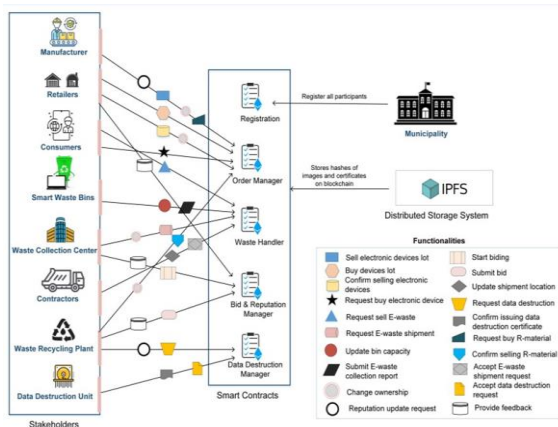 Manufacturer
Retailers
Consumers
Smart Waste Bins
Waste Collection Center
Contractors
Waste Recycling Plant
Data Destruction Unit
Stakeholders
Registration
Order Manager
Waste Handler
Bid & Reputation
Manager
Data Destruction
Manager
Smart Contracts
Register all participants
Municipality
Stores hashes of
images and certificates
on blockchain
IPFS
Distributed Storage System
Functionalities
Sell electronic devices lot
Buy devices lot
Confirm selling electronic
devices
Request buy electronic device
Request sell E-waste
Request E-waste shipment
Update bin capacity
Submit E-waste
collection report
Change ownership
Reputation update request
Start biding
Submit bid
Update shipment location
Request data destruction
Confirm issuing data
destruction certificate
Request buy R-material
Confirm selling R-material
Accept E-waste
shipment request
Accept data destruction
request
Provide feedback